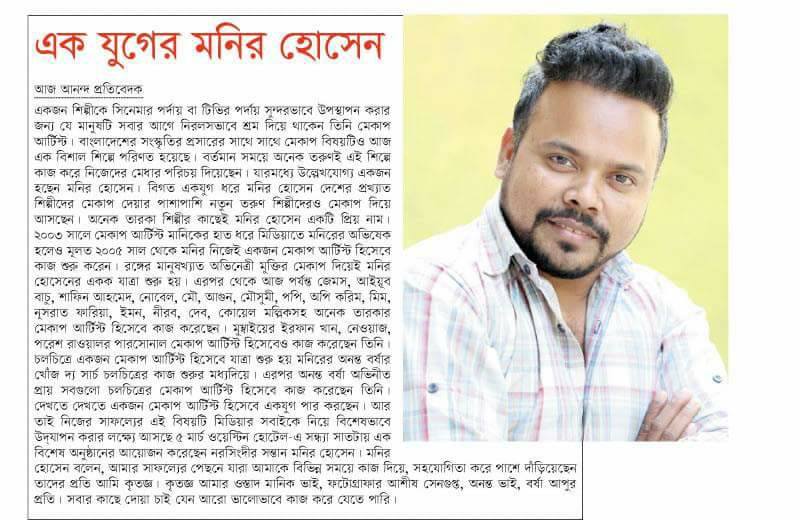 এক যুগের মনির হোসেন
আজ আনন্দ প্রতিবেদক
একজন শিল্পীকে সিনেমার পর্দায় বা টিভির পর্দায় সুন্দরভাবে উপস্থাপন করার
জন্য যে মানুষটি সবার আগে নিরলসভাবে শ্রম দিয়ে থাকেন তিনি মেকাপ
আর্টিস্ট। বাংলাদেশের সংস্কৃতির প্রসারের সাথে সাথে মেকাপ বিষয়টিও আজ
এক বিশাল শিল্পে পরিণত হয়েছে। বর্তমান সময়ে অনেক তরুণই এই শিল্পে
কাজ করে নিজেদের মেধার পরিচয় দিয়েছেন। যারমধ্যে উল্লেখযোগ্য একজন
হচ্ছেন মনির হোসেন। বিগত একযুগ ধরে মনির হোসেন দেশের প্রখ্যাত
শিল্পীদের মেকাপ দেয়ার পাশাপাশি নতুন তরুণ শিল্পীদেরও মেকাপ দিয়ে
আসছেন। অনেক তারকা শিল্পীর কাছেই মনির হোসেন একটি প্রিয় নাম।
২০০৩ সালে মেকাপ আর্টিস্ট মানিকের হাত ধরে মিডিয়াতে মনিরের অভিষেক
হলেও মূলত ২০০৫ সাল থেকে মনির নিজেই একজন মেকাপ আর্টিস্ট হিসেবে
কাজ শুরু করেন। রঙ্গের মানুষখ্যাত অভিনেত্রী মুক্তির মেকাপ দিয়েই মনির
হোসেনের একক যাত্রা শুরু হয়। এরপর থেকে আজ পর্যন্ত জেমস, আইয়ূব
বাচু, শাফিন আহমেদ, নোবেল, মৌ, আগুন, মৌসুমী, পপি, অপি করিম, মিম,
নূসরাত ফারিয়া, ইমন, নীরব, দেব, কোয়েল মল্লিকসহ অনেক তারকার
মেকাপ আর্টিস্ট হিসেবে কাজ করেছেন। মুম্বাইয়ের ইরফান খান, নেওয়াজ,
পরেশ রাওয়ালর পারসোনাল মেকাপ আর্টিস্ট হিসেবেও কাজ করেছেন তিনি।
চলচিত্রে একজন মেকাপ আর্টিস্ট হিসেবে যাত্রা শুরু হয় মনিরের অনন্ত বর্ষার
খোঁজ দ্য সার্চ চলচিত্রের কাজ শুরুর মধ্যদিয়ে। এরপর অনন্ত বর্ষা অভিনীত
প্রায় সবগুলো চলচিত্রের মেকাপ আর্টিস্ট হিসেবে কাজ করেছেন তিনি।
দেখতে দেখতে একজন মেকাপ আর্টিস্ট হিসেবে একযুগ পার করছেন। আর
তাই নিজের সাফল্যের এই বিষয়টি মিডিয়ার সবাইকে নিয়ে বিশেষভাবে
উদ্‌যাপন করার লক্ষ্যে আসছে ৫ মার্চ ওয়েস্টিন হোটেল-এ সন্ধ্যা সাতটায় এক
বিশেষ অনুষ্ঠানের আয়োজন করেছেন নরসিংদীর সন্তান মনির হোসেন। মনির
হোসেন বলেন, আমার সাফল্যের পেছনে যারা আমাকে বিভিন্ন সময়ে কাজ দিয়ে, সহযোগিতা করে পাশে দাঁড়িয়েছেন
তাদের প্রতি আমি কৃতজ্ঞ। কৃতজ্ঞ আমার ওস্তাদ মানিক ভাই, ফটোগ্রাফার আশীষ সেনগুপ্ত, অনন্ত ভাই, বর্ষা আপুর
প্রতি। সবার কাছে দোয়া চাই যেন আরো ভালোভাবে কাজ করে যেতে পারি।